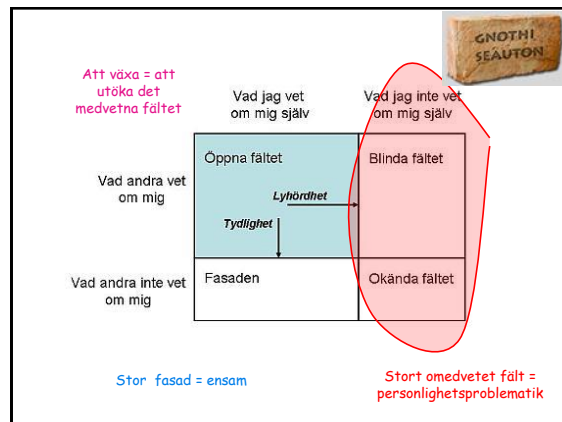 GNOTHI
SEÄUTON
Att växa = att
utöka det
medvetna fältet
Vad jag vet
om mig själv
Vad jag inte vet
om mig själv
Öppna fältet
Blinda fältet
Vad andra vet
om mig
Lyhördhet
Tydlighet
Vad andra inte vet
om mig
Fasaden
Okända fältet
Stor fasad = ensam
Stort omedvetet fält =
personlighetsproblematik